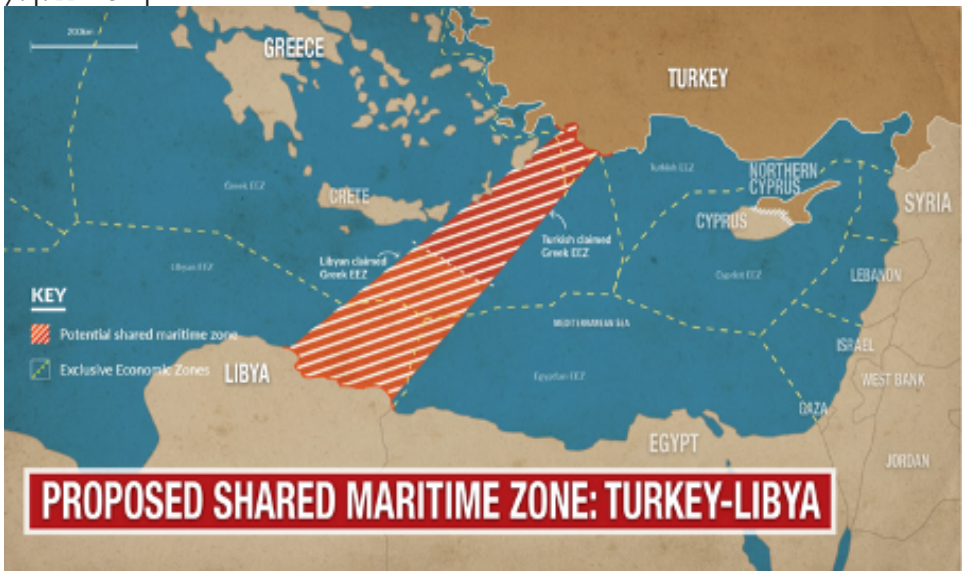 200km
GREECE
TURKEY
Turkish EEZ
NORTHERN
CYPRUS
Greek EEZ
CRETE
CYPRUS
SYRIA
Turkish claimed
Greek EEZ
Libyan claimed
Greek EEZ
Libyan EEZ
Cypriot EEZ
LEBANON
KEY
MEDITERRANEAN SEA
Potential shared maritime zone
ISRAEL
Exclusive Economic Zones
LIBYA
Egyptian EEZ
WEST BANK
GAZA
EGYPT
JORDAN
PROPOSED SHARED MARITIME ZONE: TURKEY-LIBYA